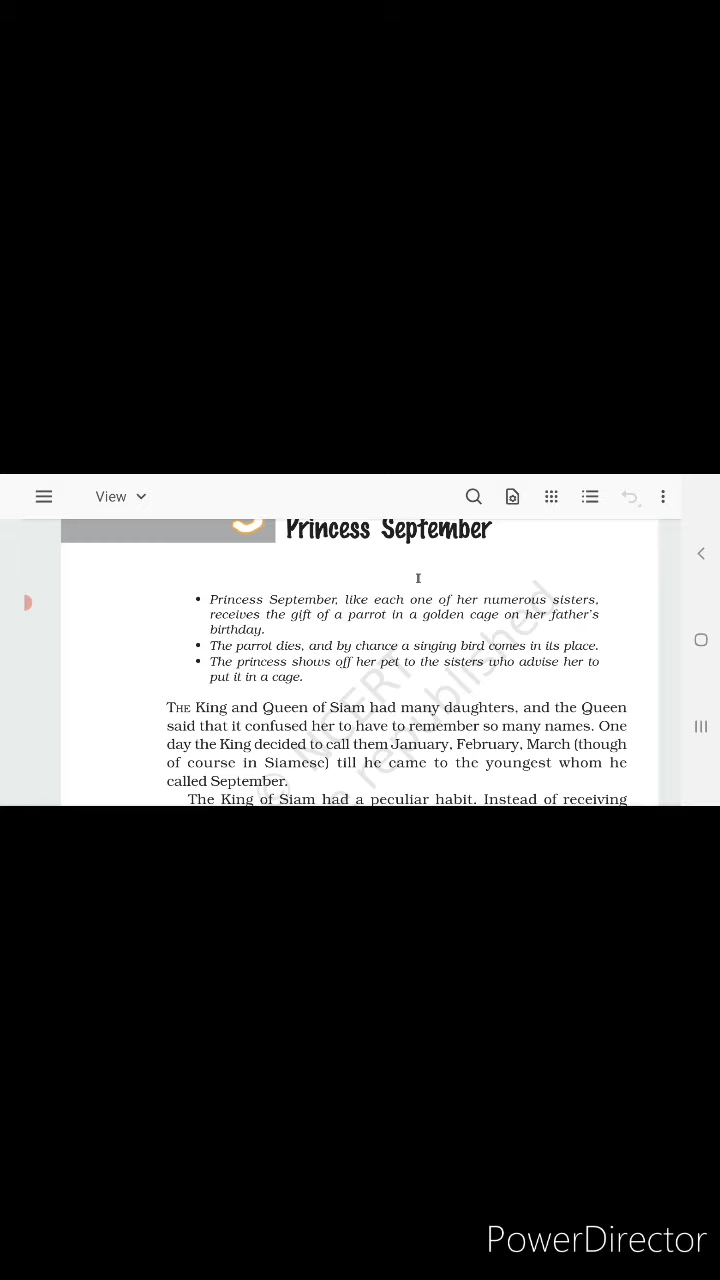 View
Princess September
I
• Princess September, like each one of her numerous sisters,
receives the gift of a parrot in a golden cage on her father's
birthday.
• The parrot dies, and by chance a singing bird comes in its place.
• The princess shows off her pet to the sisters who advise her to
put it in a cage.
THE King and Queen of Siam had many daughters, and the Queen
said that it confused her to have to remember so many names. One
day the King decided to call them January, February, March (though
of course in Siamese) till he came to the youngest whom he
called September.
The King of Siam had a peculiar habit. Instead of receiving
© NCERT
republished
PowerDirector